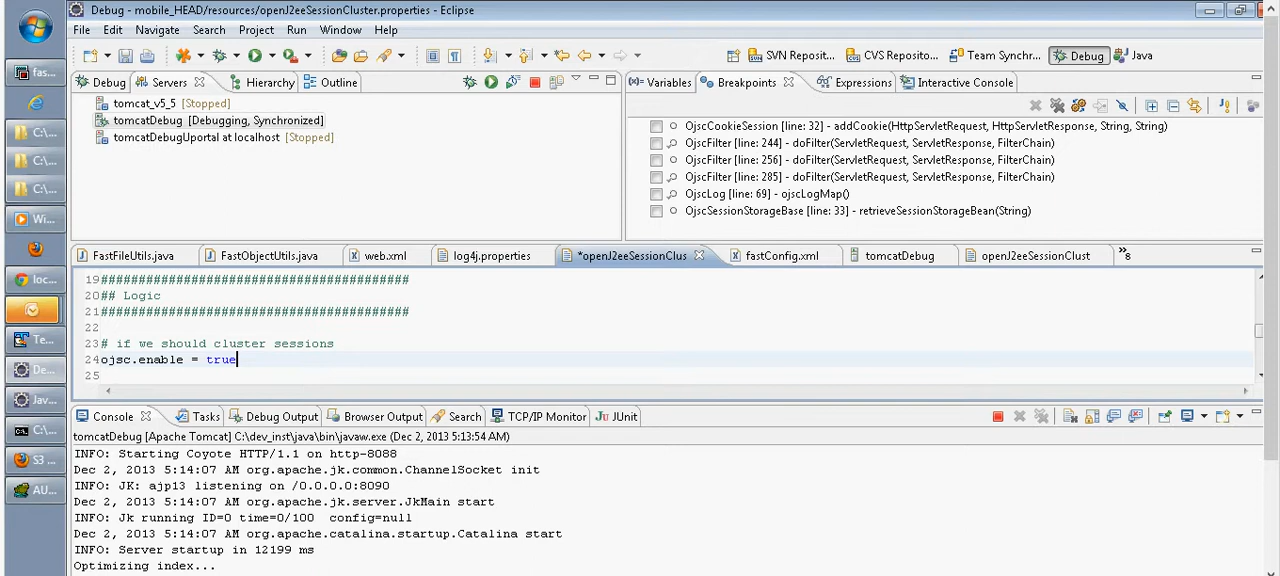 Debug - mobile_HEAD/resources/openJ2eeSessionCluster.properties - Eclipse
File Edit Navigate Search Project Run Window Help
SVN Reposit... CVS Reposito... Team Synchr... Debug Java
Debug Servers Hierarchy Outline
Variables Breakpoints Expressions Interactive Console
tomcat_v5_5 [Stopped]
tomcatDebug [Debugging, Synchronized]
tomcatDebugUportal at localhost [Stopped]
OjscCookieSession [line: 32] - addCookie(HttpServletRequest, HttpServletResponse, String, String)
OjscFilter [line: 244] - doFilter(ServletRequest, ServletResponse, FilterChain)
OjscFilter [line: 256] - doFilter(ServletRequest, ServletResponse, FilterChain)
OjscFilter [line: 285] - doFilter(ServletRequest, ServletResponse, FilterChain)
OjscLog [line: 69] - ojscLogMap()
OjscSessionStorageBase [line: 33] - retrieveSessionStorageBean(String)
FastFileUtils.java FastObjectUtils.java web.xml log4j.properties *openJ2eeSessionClus fastConfig.xml tomcatDebug openJ2eeSessionClust »8
19#########################################
20## Logic
21#########################################
22
23# if we should cluster sessions
24ojsc.enable = true
25
Console Tasks Debug Output Browser Output Search TCP/IP Monitor JUnit
tomcatDebug [Apache Tomcat] C:\dev_inst\java\bin\javaw.exe (Dec 2, 2013 5:13:54 AM)
INFO: Starting Coyote HTTP/1.1 on http-8088
Dec 2, 2013 5:14:07 AM org.apache.jk.common.ChannelSocket init
INFO: JK: ajp13 listening on /0.0.0.0:8090
Dec 2, 2013 5:14:07 AM org.apache.jk.server.JkMain start
INFO: Jk running ID=0 time=0/100  config=null
Dec 2, 2013 5:14:07 AM org.apache.catalina.startup.Catalina start
INFO: Server startup in 12199 ms
Optimizing index...
fas...
C:\...
C:\...
C:\...
Wi...
loc...
Te...
De...
Jav...
C:\...
S3 ...
AU...